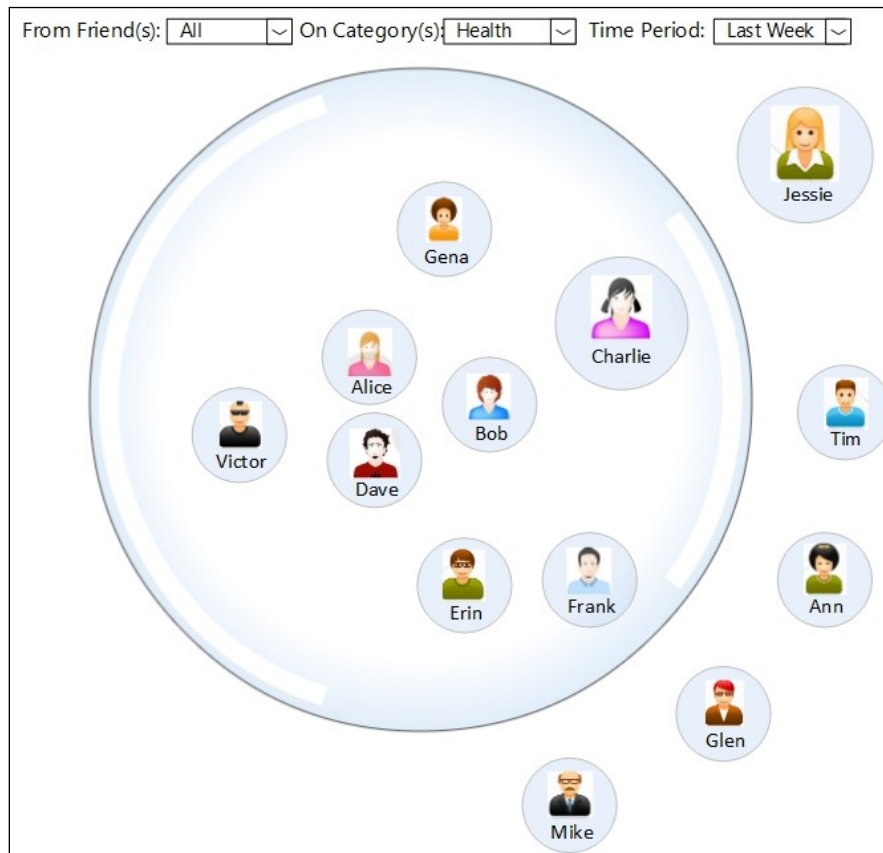 From Friend(s): All On Category(s): Health Time Period: Last Week
Jessie
Gena
Charlie
Alice
Bob
Tim
Victor
Dave
Erin
Frank
Ann
Glen
Mike